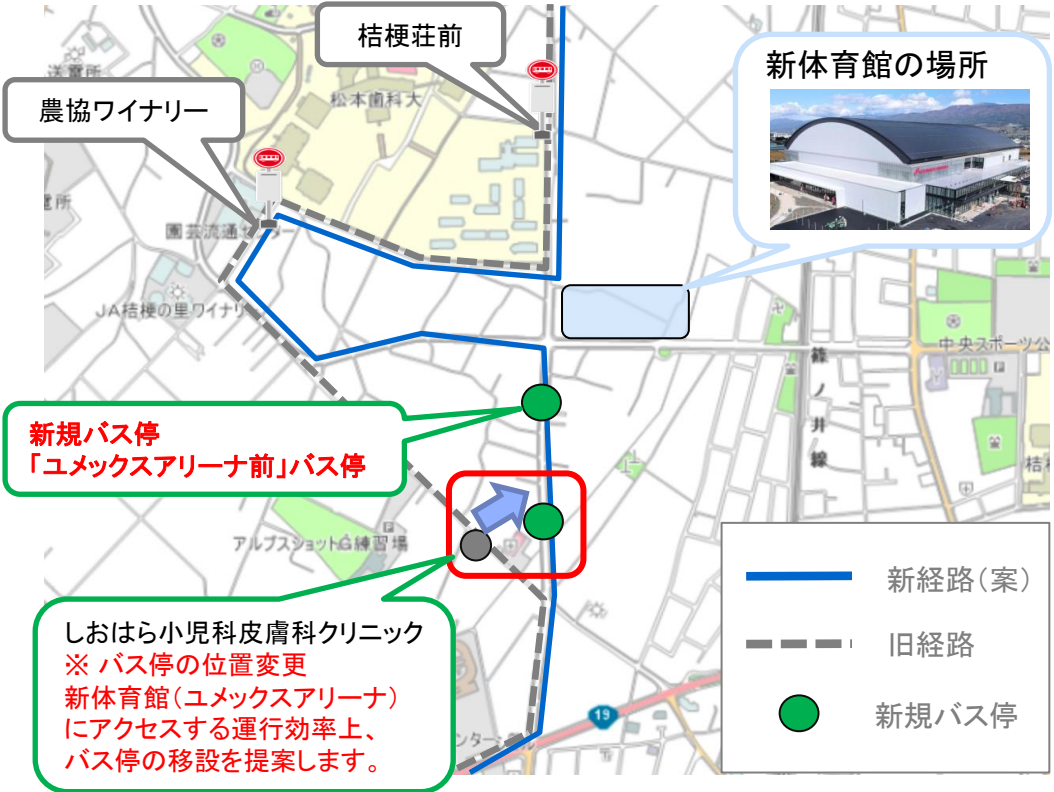 桔梗荘前
新体育館の場所
送電所
農協ワイナリー
松本歯科大
園芸流通センター
JA桔梗の里ワイナリ
中央スポーツ公
篠ノ井線
新規バス停
「ユメックスアリーナ前」バス停
桔梗
アルプスショット
練習場
しおはら小児科皮膚科クリニック
※ バス停の位置変更
新体育館(ユメックスアリーナ)
にアクセスする運行効率上、
バス停の移設を提案します。
19
新経路(案)
旧経路
新規バス停